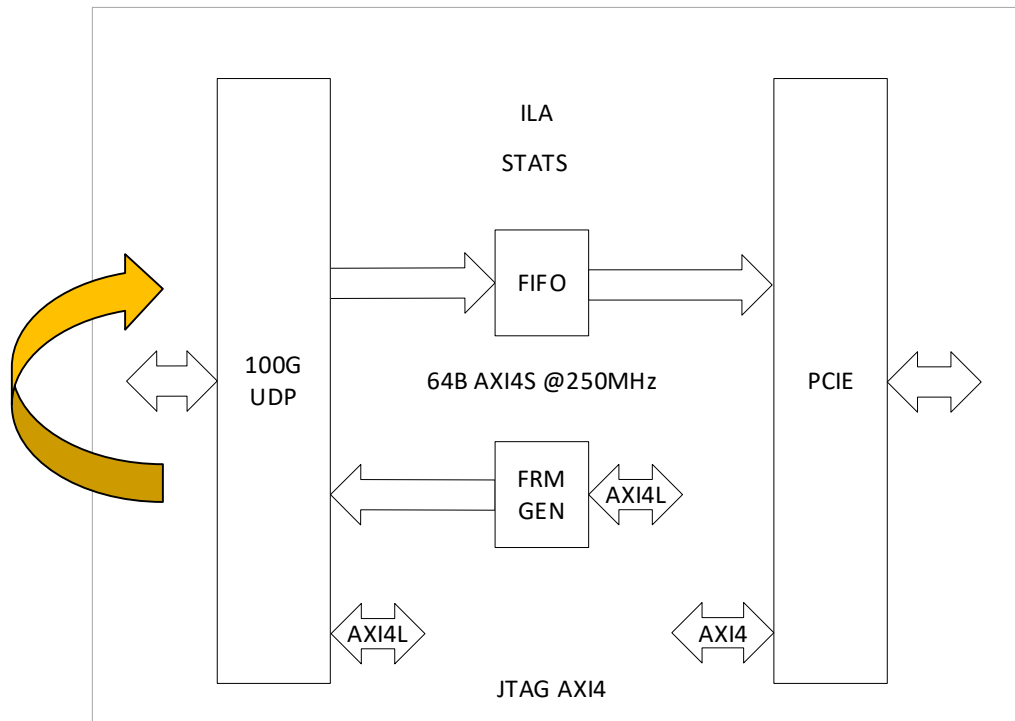 ILA
STATS
FIFO
100G
UDP
64B AXI4S @250MHz
PCIE
FRM
GEN
AXI4L
AXI4L
AXI4
JTAG AXI4